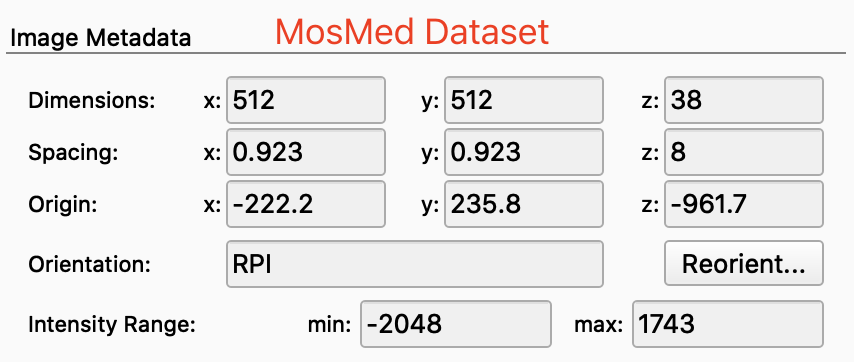 Image Metadata MosMed Dataset
Dimensions: x: 512 y: 512 z: 38
Spacing: x: 0.923 y: 0.923 z: 8
Origin: x: -222.2 y: 235.8 z: -961.7
Orientation: RPI Reorient...
Intensity Range: min: -2048 max: 1743